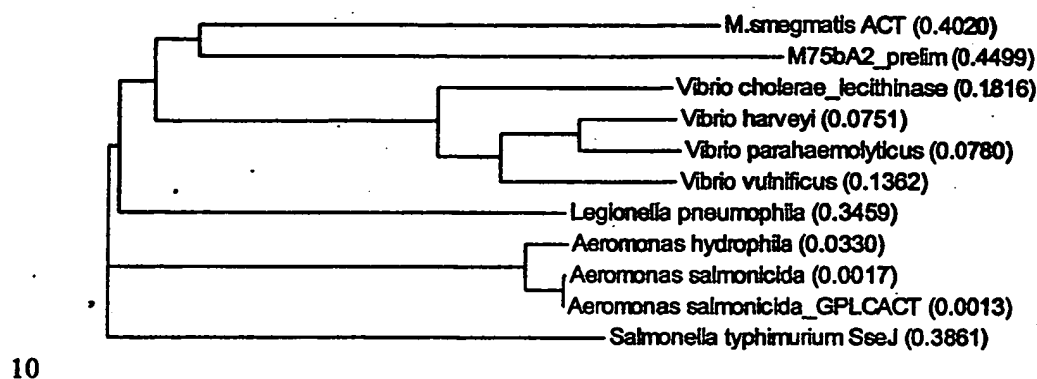 M.smegmatis ACT (0.4020)
M75bA2_prelim (0.4499)
Vibrio cholerae_lecithinase (0.1816)
Vibrio harveyi (0.0751)
Vibrio parahaemolyticus (0.0780)
Vibrio vulnificus (0.1362)
Legionella pneumophila (0.3459)
Aeromonas hydrophila (0.0330)
Aeromonas salmonicida (0.0017)
Aeromonas salmonicida_GPLCACT (0.0013)
Salmonella typhimurium SseJ (0.3861)
10